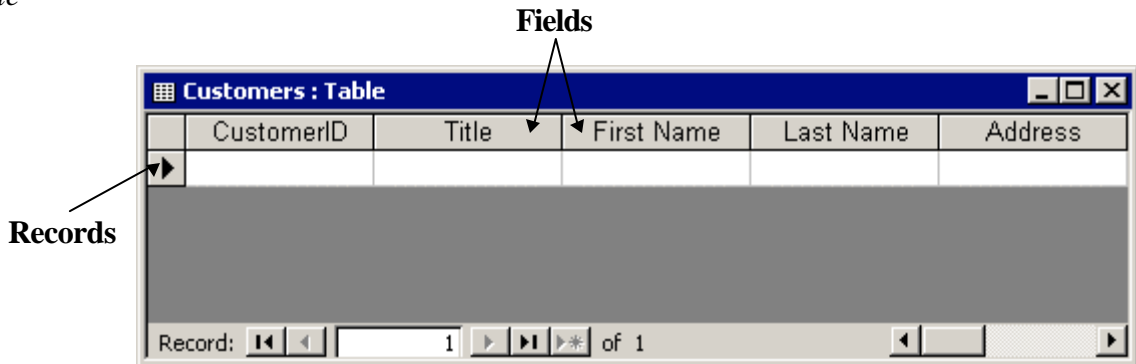 Fields
Customers : Table
CustomerID Title First Name Last Name Address
Records
Record: 1 of 1